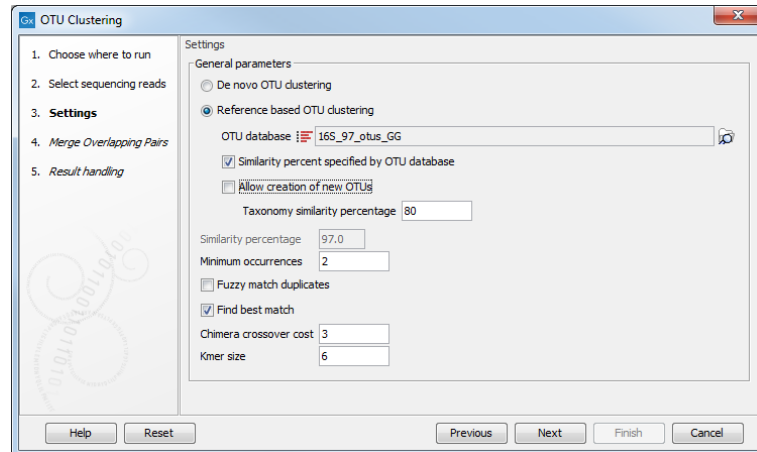 Gx OTU Clustering
1. Choose where to run
2. Select sequencing reads
3. Settings
4. Merge Overlapping Pairs
5. Result handling
Settings
General parameters
De novo OTU clustering
Reference based OTU clustering
OTU database 16S_97_otus_GG
Similarity percent specified by OTU database
Allow creation of new OTUs
Taxonomy similarity percentage 80
Similarity percentage 97.0
Minimum occurrences 2
Fuzzy match duplicates
Find best match
Chimera crossover cost 3
Kmer size 6
Help Reset Previous Next Finish Cancel